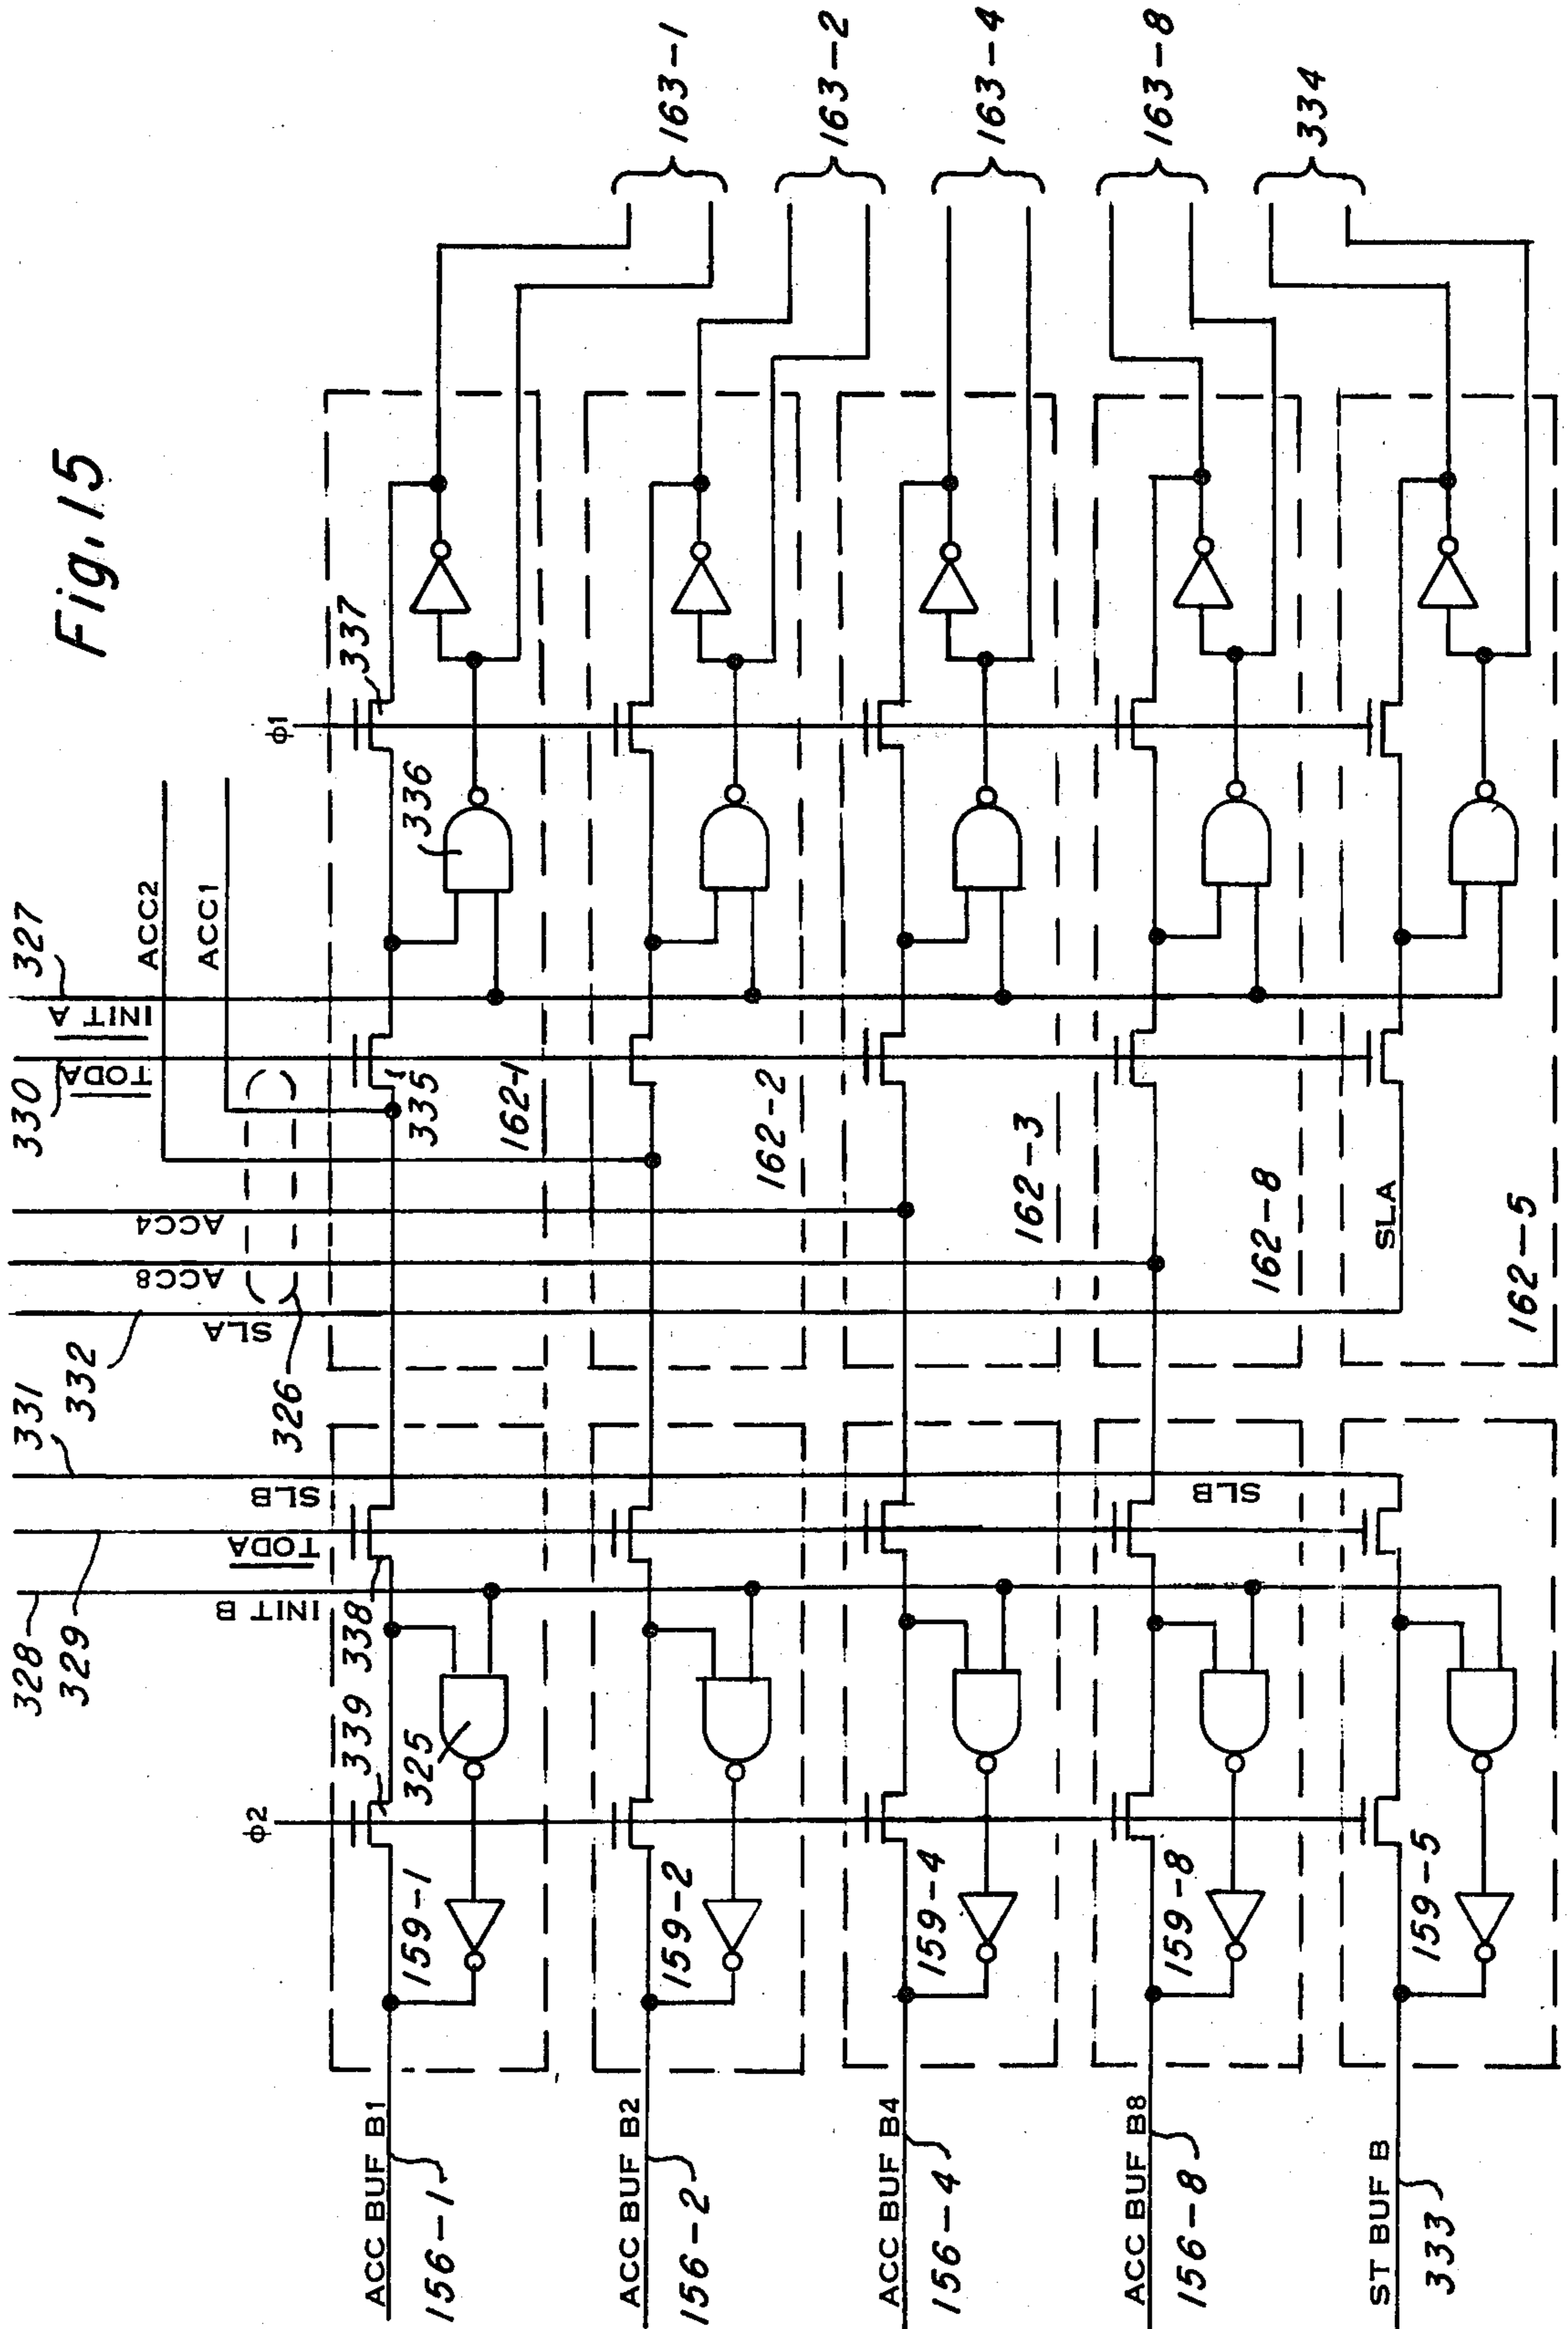 Fig. 15
163-1
163-2
163-4
163-8
334
φ1
337
336
ACC2
ACC1
327
INIT A
330
TODA
335
162-1
162-2
162-3
162-8
162-5
ACC4
ACC8
SLA
SLA
332
326
331
SLB
SLB
TODA
329
INIT B
328
338
339
325
φ2
159-1
159-2
159-4
159-8
159-5
ACC BUF B1
156-1
ACC BUF B2
156-2
ACC BUF B4
156-4
ACC BUF B8
156-8
ST BUF B
333